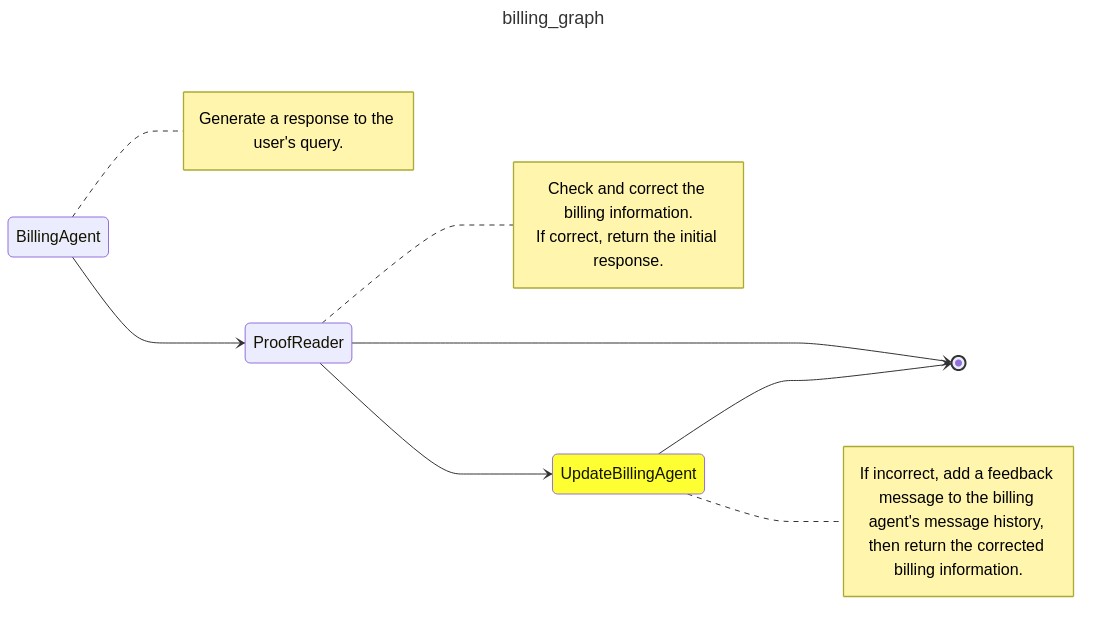 billing_graph
Generate a response to the
user's query.
Check and correct the
billing information.
If correct, return the initial
response.
BillingAgent
ProofReader
UpdateBillingAgent
If incorrect, add a feedback
message to the billing
agent's message history,
then return the corrected
billing information.